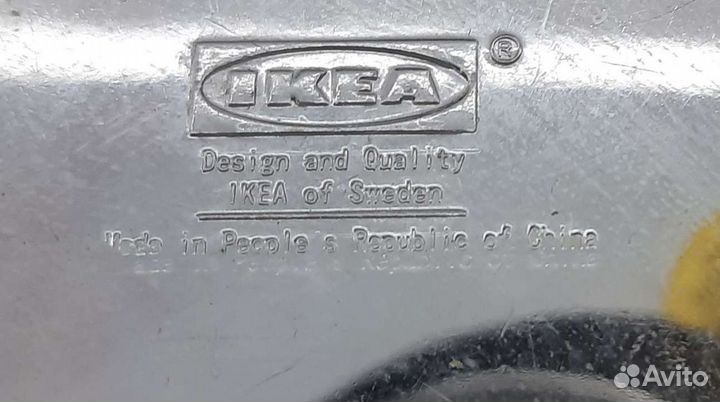 IKEA®
Design and Quality
IKEA of Sweden
Made in People's Republic of China
Avito